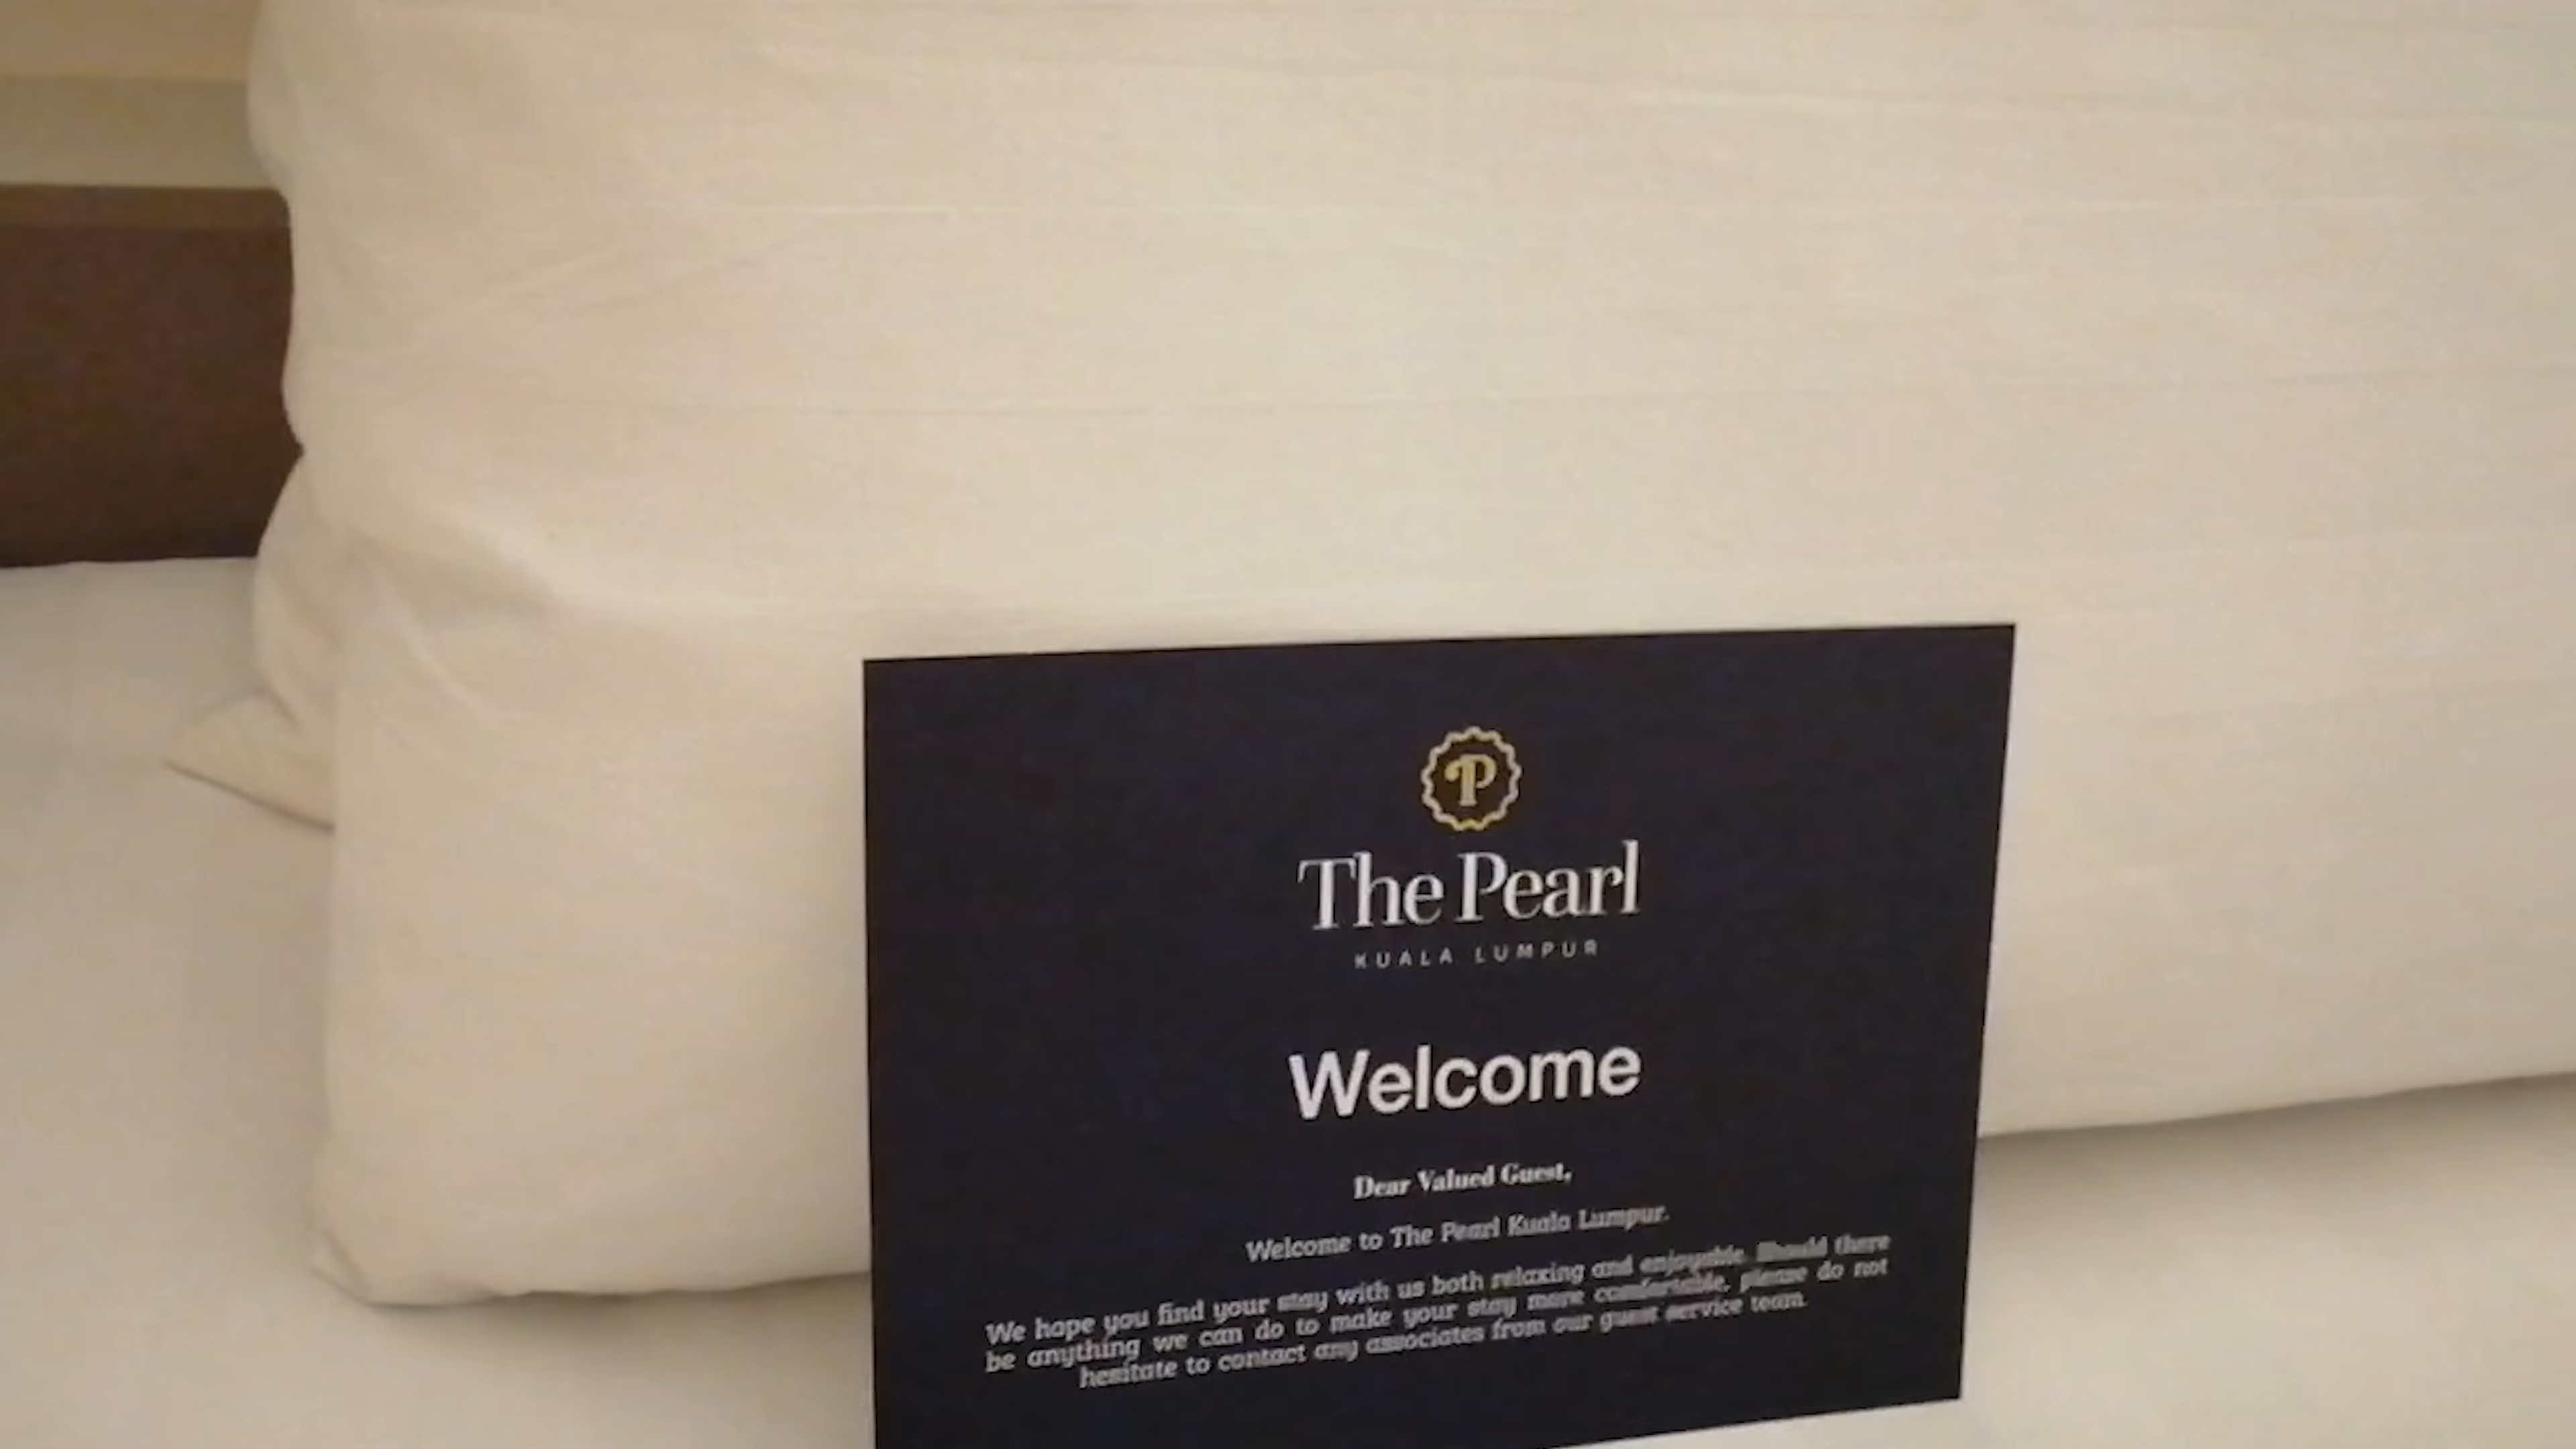 P
The Pearl
KUALA LUMPUR
Welcome
Dear Valued Guest,
Welcome to The Pearl Kuala Lumpur.
We hope you find your stay with us both relaxing and enjoyable. Should there
be anything we can do to make your stay more comfortable, please do not
hesitate to contact any associates from our guest service team.